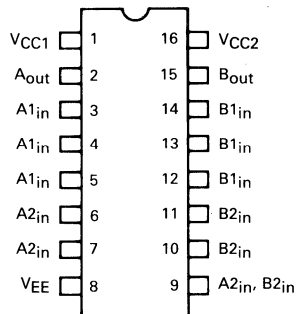 VCC1 1 16 VCC2
Aout 2 15 Bout
A1in 3 14 B1in
A1in 4 13 B1in
A1in 5 12 B1in
A2in 6 11 B2in
A2in 7 10 B2in
VEE 8 9 A2in, B2in